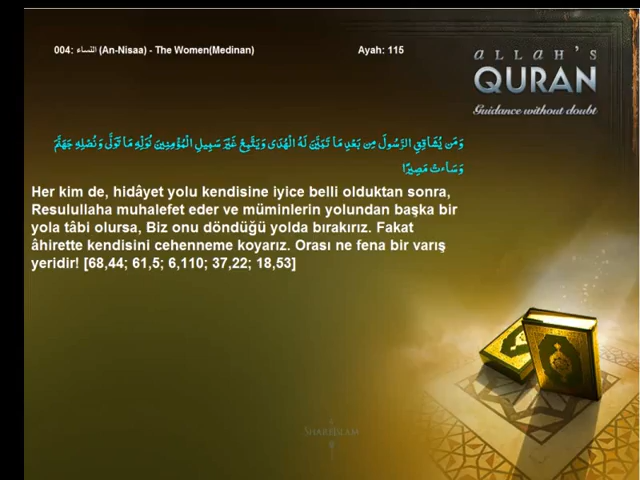 004: النساء (An-Nisaa) - The Women(Medinan) Ayah: 115
ALLAH'S
QURAN
Guidance without doubt
وَمَن يُشَاقِقِ الرَّسُولَ مِن بَعْدِ مَا تَبَيَّنَ لَهُ الْهُدَى وَيَتَّبِعْ غَيْرَ سَبِيلِ الْمُؤْمِنِينَ نُوَلِّهِ مَا تَوَلَّى وَنُصْلِهِ جَهَنَّمَ
وَسَاءتْ مَصِيرًا
Her kim de, hidâyet yolu kendisine iyice belli olduktan sonra,
Resulullaha muhalefet eder ve müminlerin yolundan başka bir
yola tâbi olursa, Biz onu döndüğü yolda bırakırız. Fakat
âhirette kendisini cehenneme koyarız. Orası ne fena bir varış
yeridir! [68,44; 61,5; 6,110; 37,22; 18,53]
SHAREISLAM